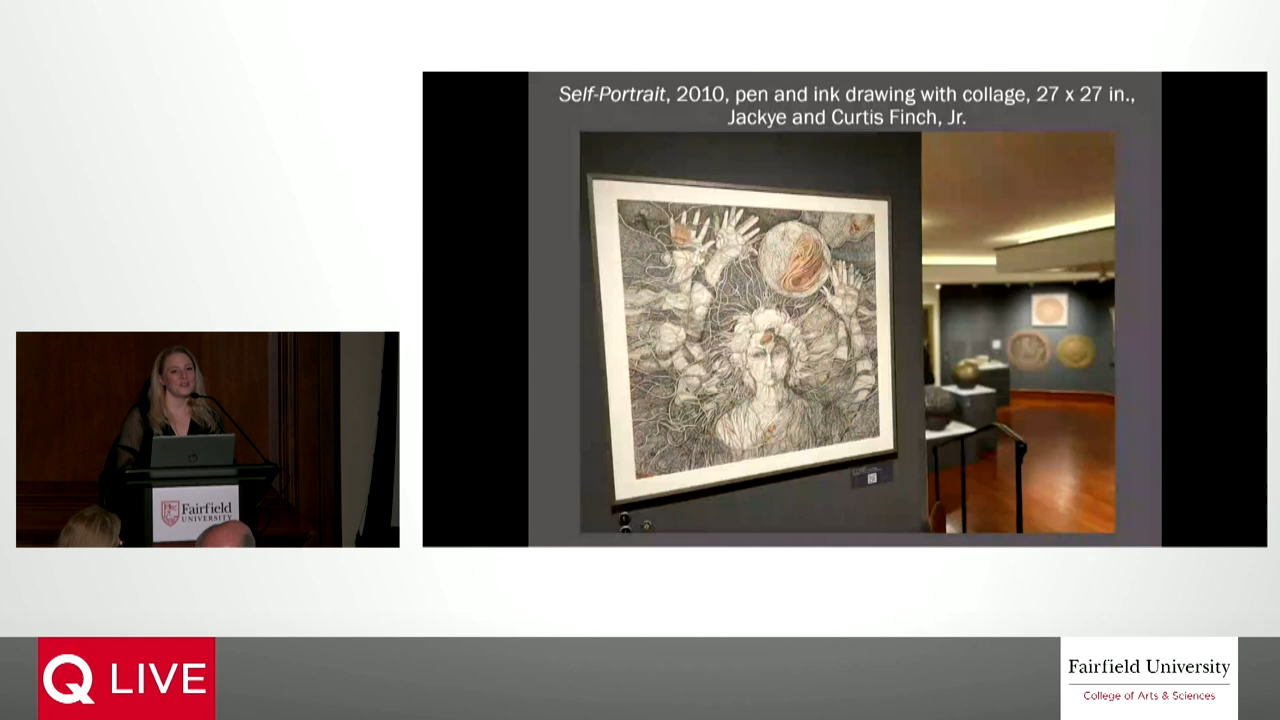 Self-Portrait, 2010, pen and ink drawing with collage, 27 x 27 in.,
Jackye and Curtis Finch, Jr.
Fairfield
UNIVERSITY
Q LIVE
Fairfield University
College of Arts & Sciences